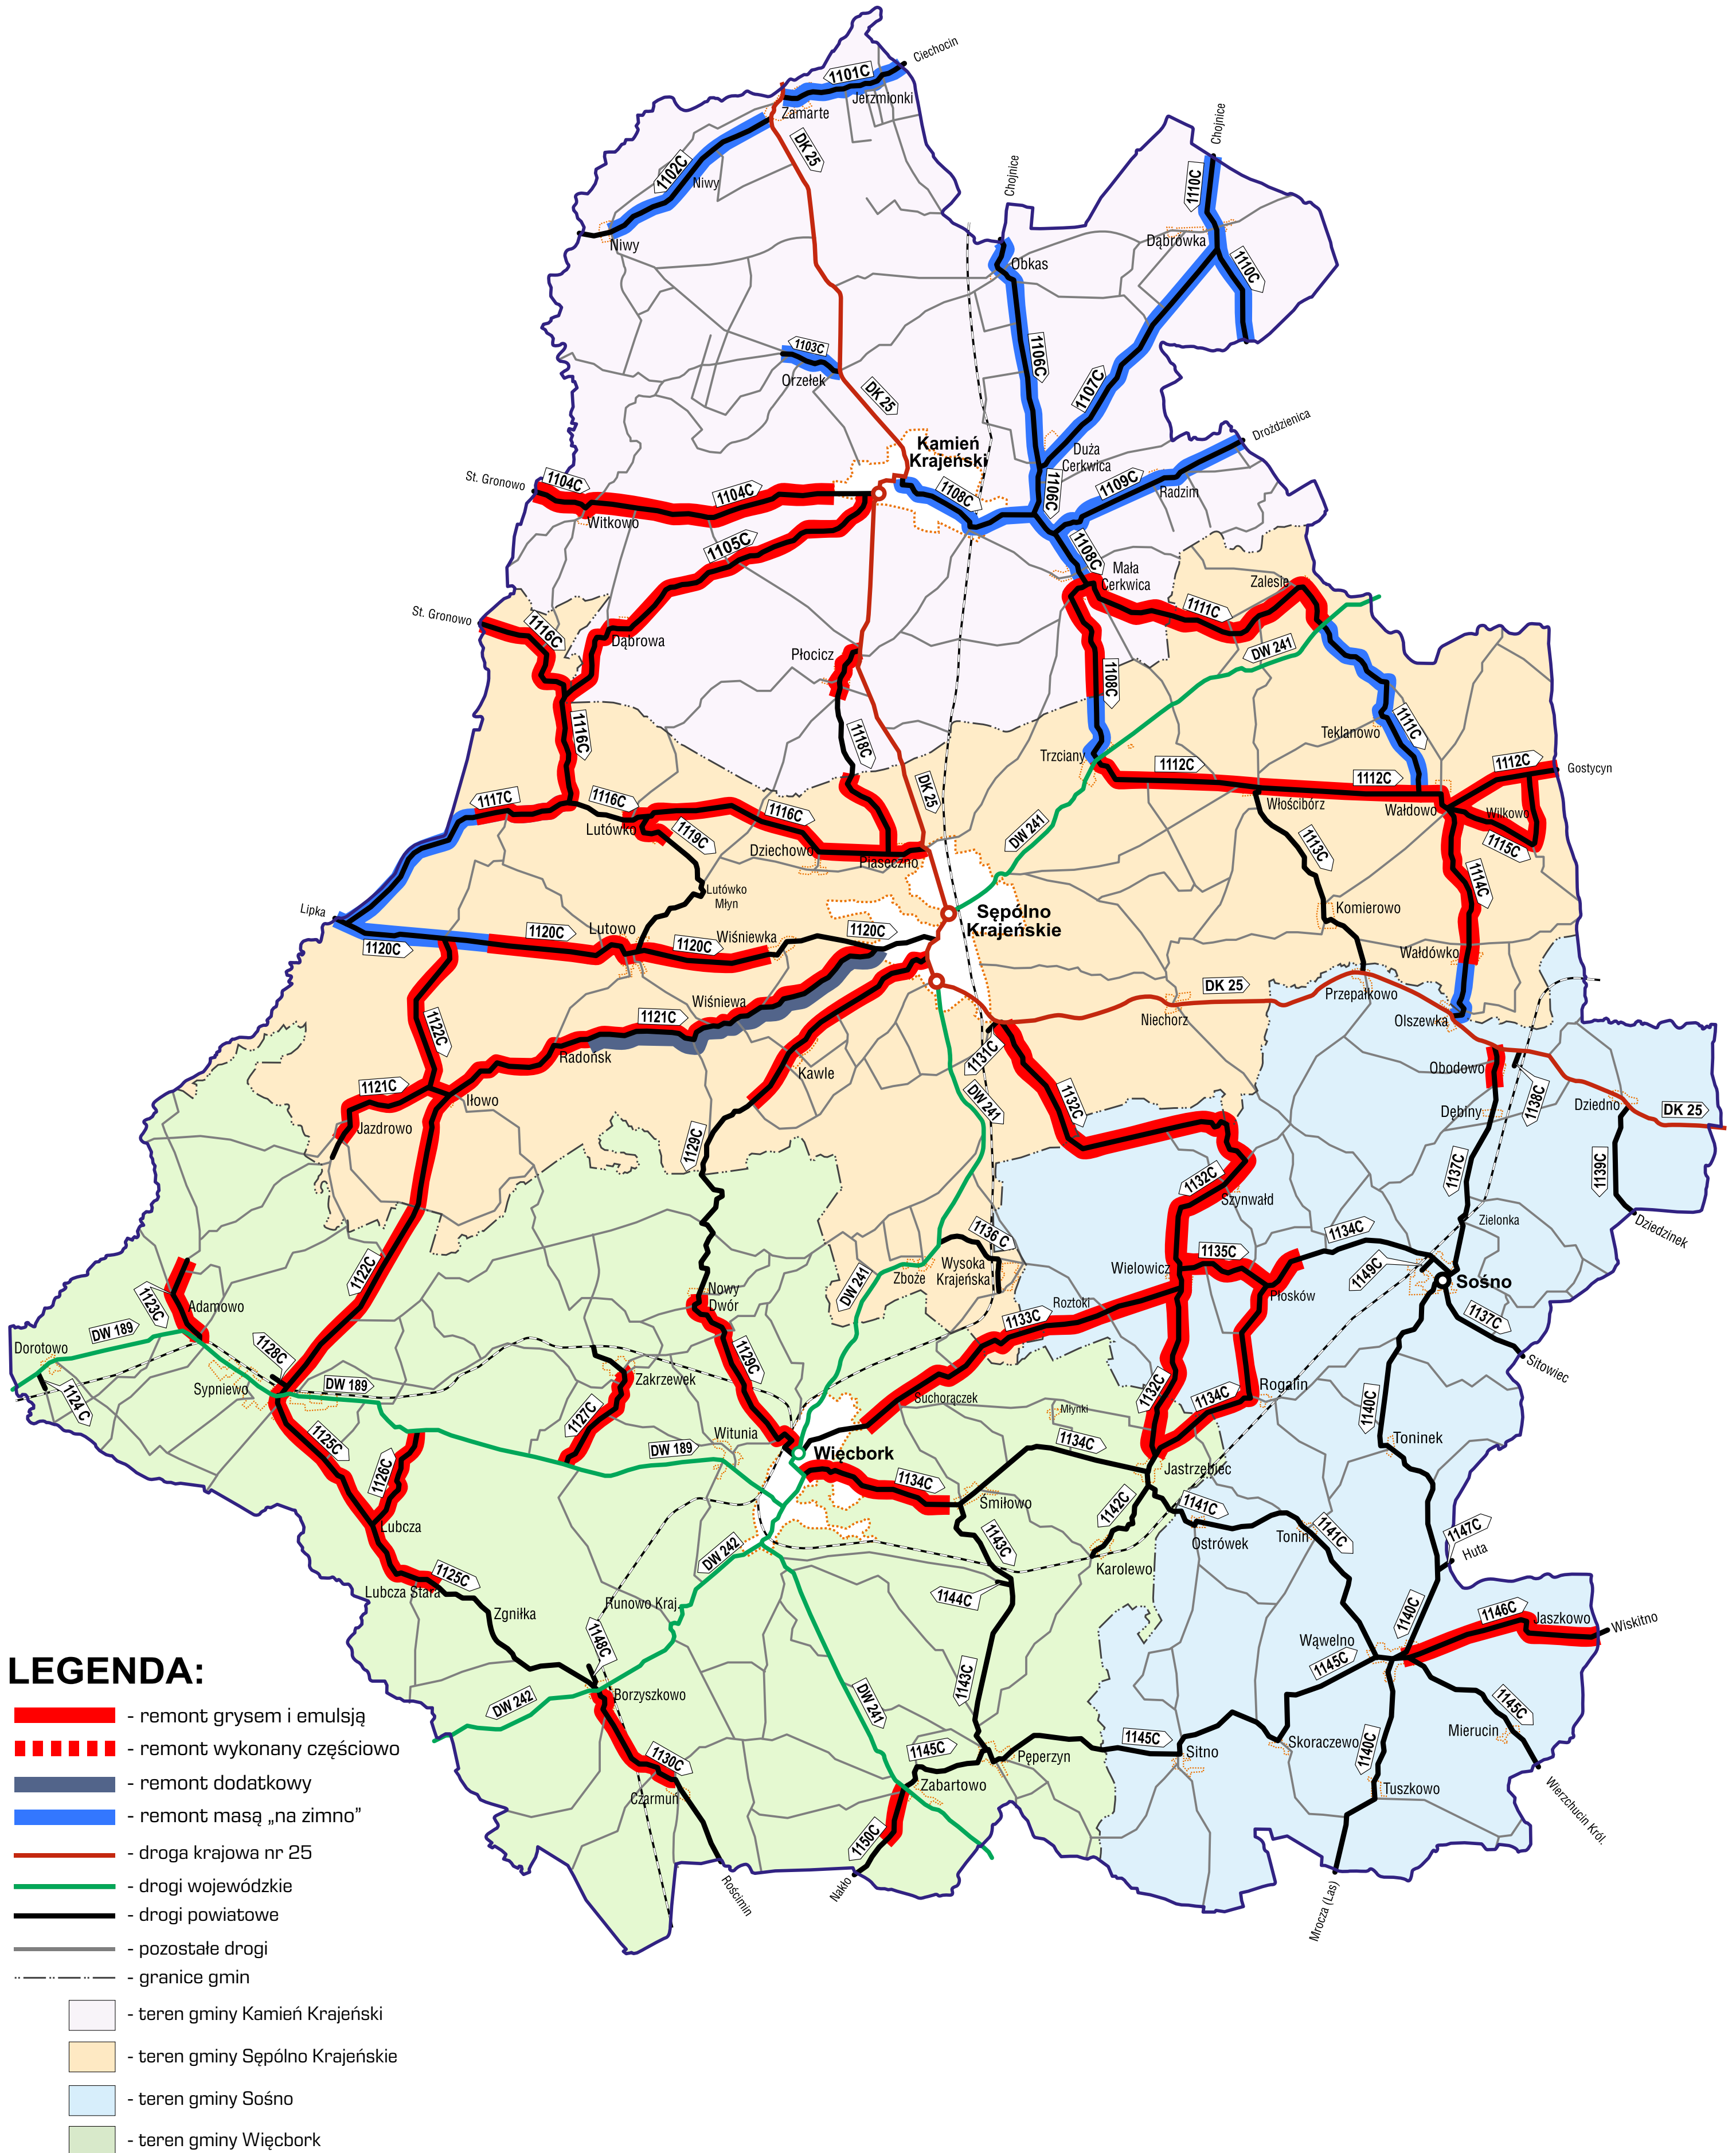 Ciechocin
1101C
Jerzmionki
Zamarte
DK 25
1102C
Niwy
Niwy
Chojnice
Chojnice
1110C
Dąbrówka
1110C
Obkas
1103C
Orzełek
1106C
1107C
DK 25
Kamień
Krajeński
Duża
Cerkwica
Droździenica
St. Gronowo
1104C
1104C
1108C
1106C
1109C
Radzim
Witkowo
1105C
1108C
Mała
Cerkwica
Zalesie
St. Gronowo
1116C
1111C
Dąbrowa
DW 241
Płocicz
1108C
1116C
1118C
Teklanowo
1111C
Trzciany
1112C
1112C
1112C
Gostycyn
DK 25
1117C
1116C
1116C
Włościbórz
Wałdowo
Wilkowo
Lutówko
1119C
DW 241
1115C
Dziechowo
Piaseczno
1113C
1114C
Lutówko
Młyn
Lipka
Sępólno
Krajeńskie
Komierowo
1120C
1120C
Lutowo
1120C
Wiśniewka
1120C
Wałdówko
Wiśniewa
DK 25
Przepałkowo
1121C
Niechorz
Olszewka
1122C
Radońsk
1131C
Kawle
Obodowo
1121C
Iłowo
DW 241
1132C
1138C
Dziedno
DK 25
Jazdrowo
Dębiny
1129C
1137C
1139C
1132C
Szynwałd
Zielonka
Dziedzinek
1136 C
1134C
1122C
Wysoka
Krajeńska
Zboże
Wielowicz
1135C
1149C
Sośno
Płosków
1123C
Adamowo
Nowy
Dwór
DW 241
Roztoki
1133C
1137C
Dorotowo
DW 189
1128C
1129C
Sitowiec
Sypniewo
DW 189
Zakrzewek
1124 C
Suchorączek
1132C
1134C
Rogalin
1127C
Młynki
1140C
1125C
Witunia
DW 189
Więcbork
1134C
Toninek
1126C
1134C
Jastrzębiec
Śmiłowo
1142C
1141C
Lubcza
1143C
Ostrówek
Tonin
1141C
1147C
Huta
DW 242
Karolewo
1125C
Lubcza Stara
1144C
Zgniłka
Runowo Kraj.
1140C
1146C
Jaszkowo
Wiskitno
1148C
Wąwelno
1145C
LEGENDA:
- remont grysem i emulsją
- remont wykonany częściowo
- remont dodatkowy
- remont masą „na zimno”
- droga krajowa nr 25
- drogi wojewódzkie
- drogi powiatowe
- pozostałe drogi
- granice gmin
- teren gminy Kamień Krajeński
- teren gminy Sępólno Krajeńskie
- teren gminy Sośno
- teren gminy Więcbork
1143C
Borzyszkowo
DW 242
DW 241
1145C
Mierucin
1145C
1145C
Skoraczewo
1140C
1130C
Pęperzyn
Sitno
Czarmuń
Zabartowo
Tuszkowo
Wierzchucin Król.
1150C
Nakło
Rościmin
Mrocza (Las)